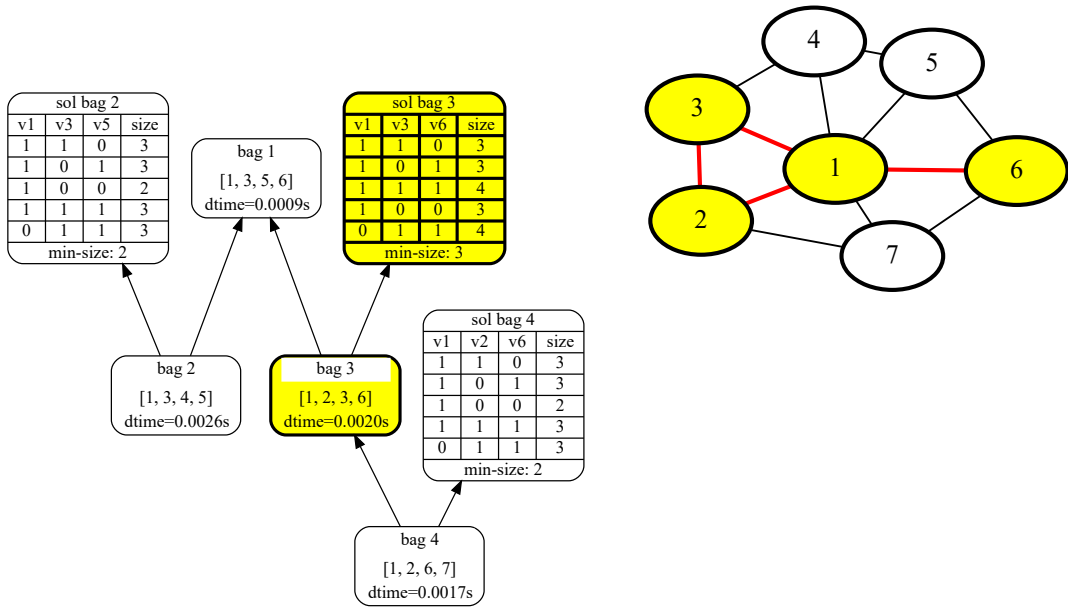 sol bag 2
v1 v3 v5 size
1 1 0 3
1 0 1 3
1 0 0 2
1 1 1 3
0 1 1 3
min-size: 2
bag 1
[1, 3, 5, 6]
dtime=0.0009s
sol bag 3
v1 v3 v6 size
1 1 0 3
1 0 1 3
1 1 1 4
1 0 0 3
0 1 1 4
min-size: 3
bag 2
[1, 3, 4, 5]
dtime=0.0026s
bag 3
[1, 2, 3, 6]
dtime=0.0020s
sol bag 4
v1 v2 v6 size
1 1 0 3
1 0 1 3
1 0 0 2
1 1 1 3
0 1 1 3
min-size: 2
bag 4
[1, 2, 6, 7]
dtime=0.0017s
4
5
3
1
6
2
7